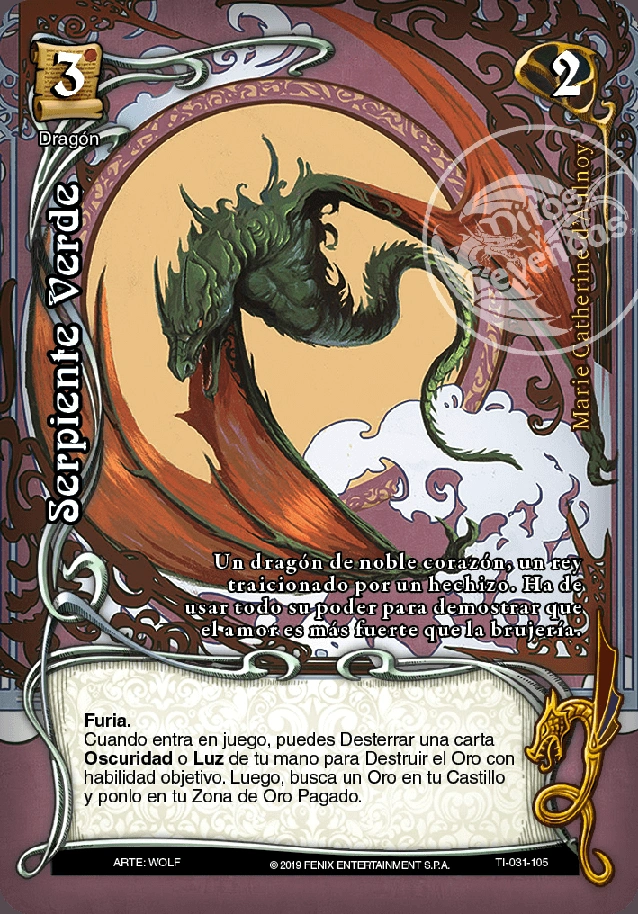 3
2
Dragón
Serpiente Verde
Mitos y Leyendas
Marie Catherine d'Aulnoy
Un dragón de noble corazón, un rey
traicionado por un hechizo. Ha de
usar todo su poder para demostrar que
el amor es más fuerte que la brujería.
Furia.
Cuando entra en juego, puedes Desterrar una carta
Oscuridad o Luz de tu mano para Destruir el Oro con
habilidad objetivo. Luego, busca un Oro en tu Castillo
y ponlo en tu Zona de Oro Pagado.
ARTE: WOLF
© 2019 FENIX ENTERTAINMENT S.P.A.
TI-031-105